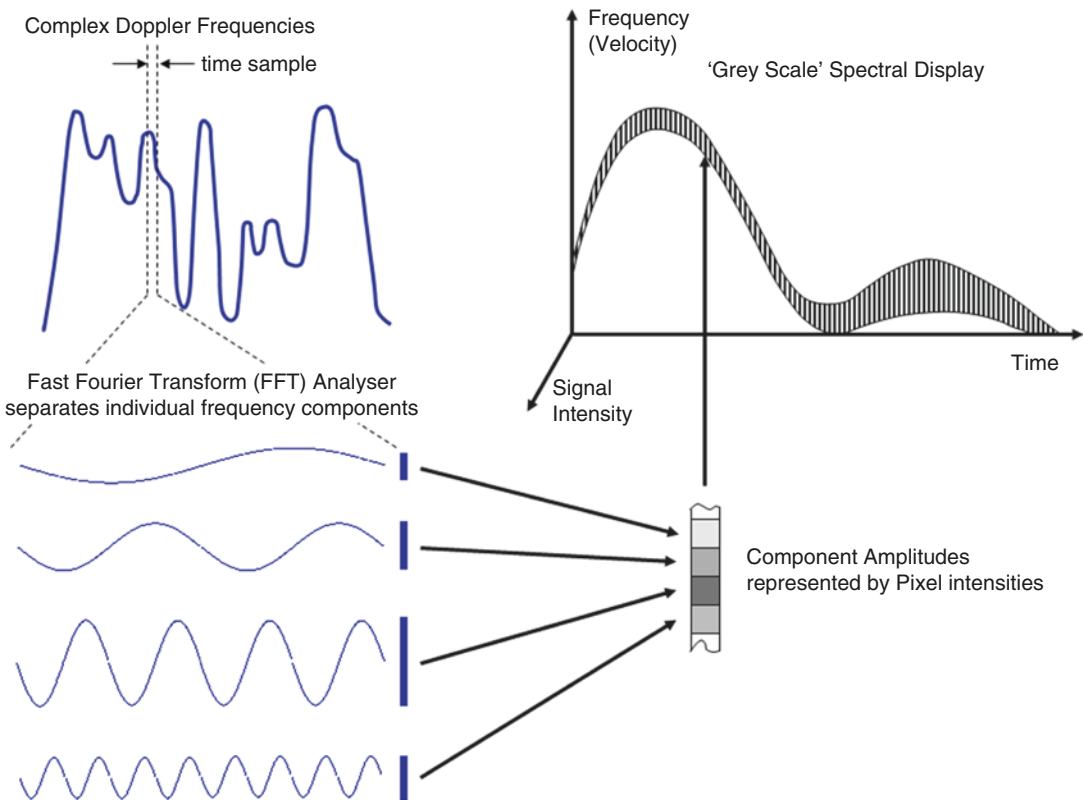 Complex Doppler Frequencies
time sample
Fast Fourier Transform (FFT) Analyser
separates individual frequency components
Frequency
(Velocity)
‘Grey Scale’ Spectral Display
Time
Signal
Intensity
Component Amplitudes
represented by Pixel intensities